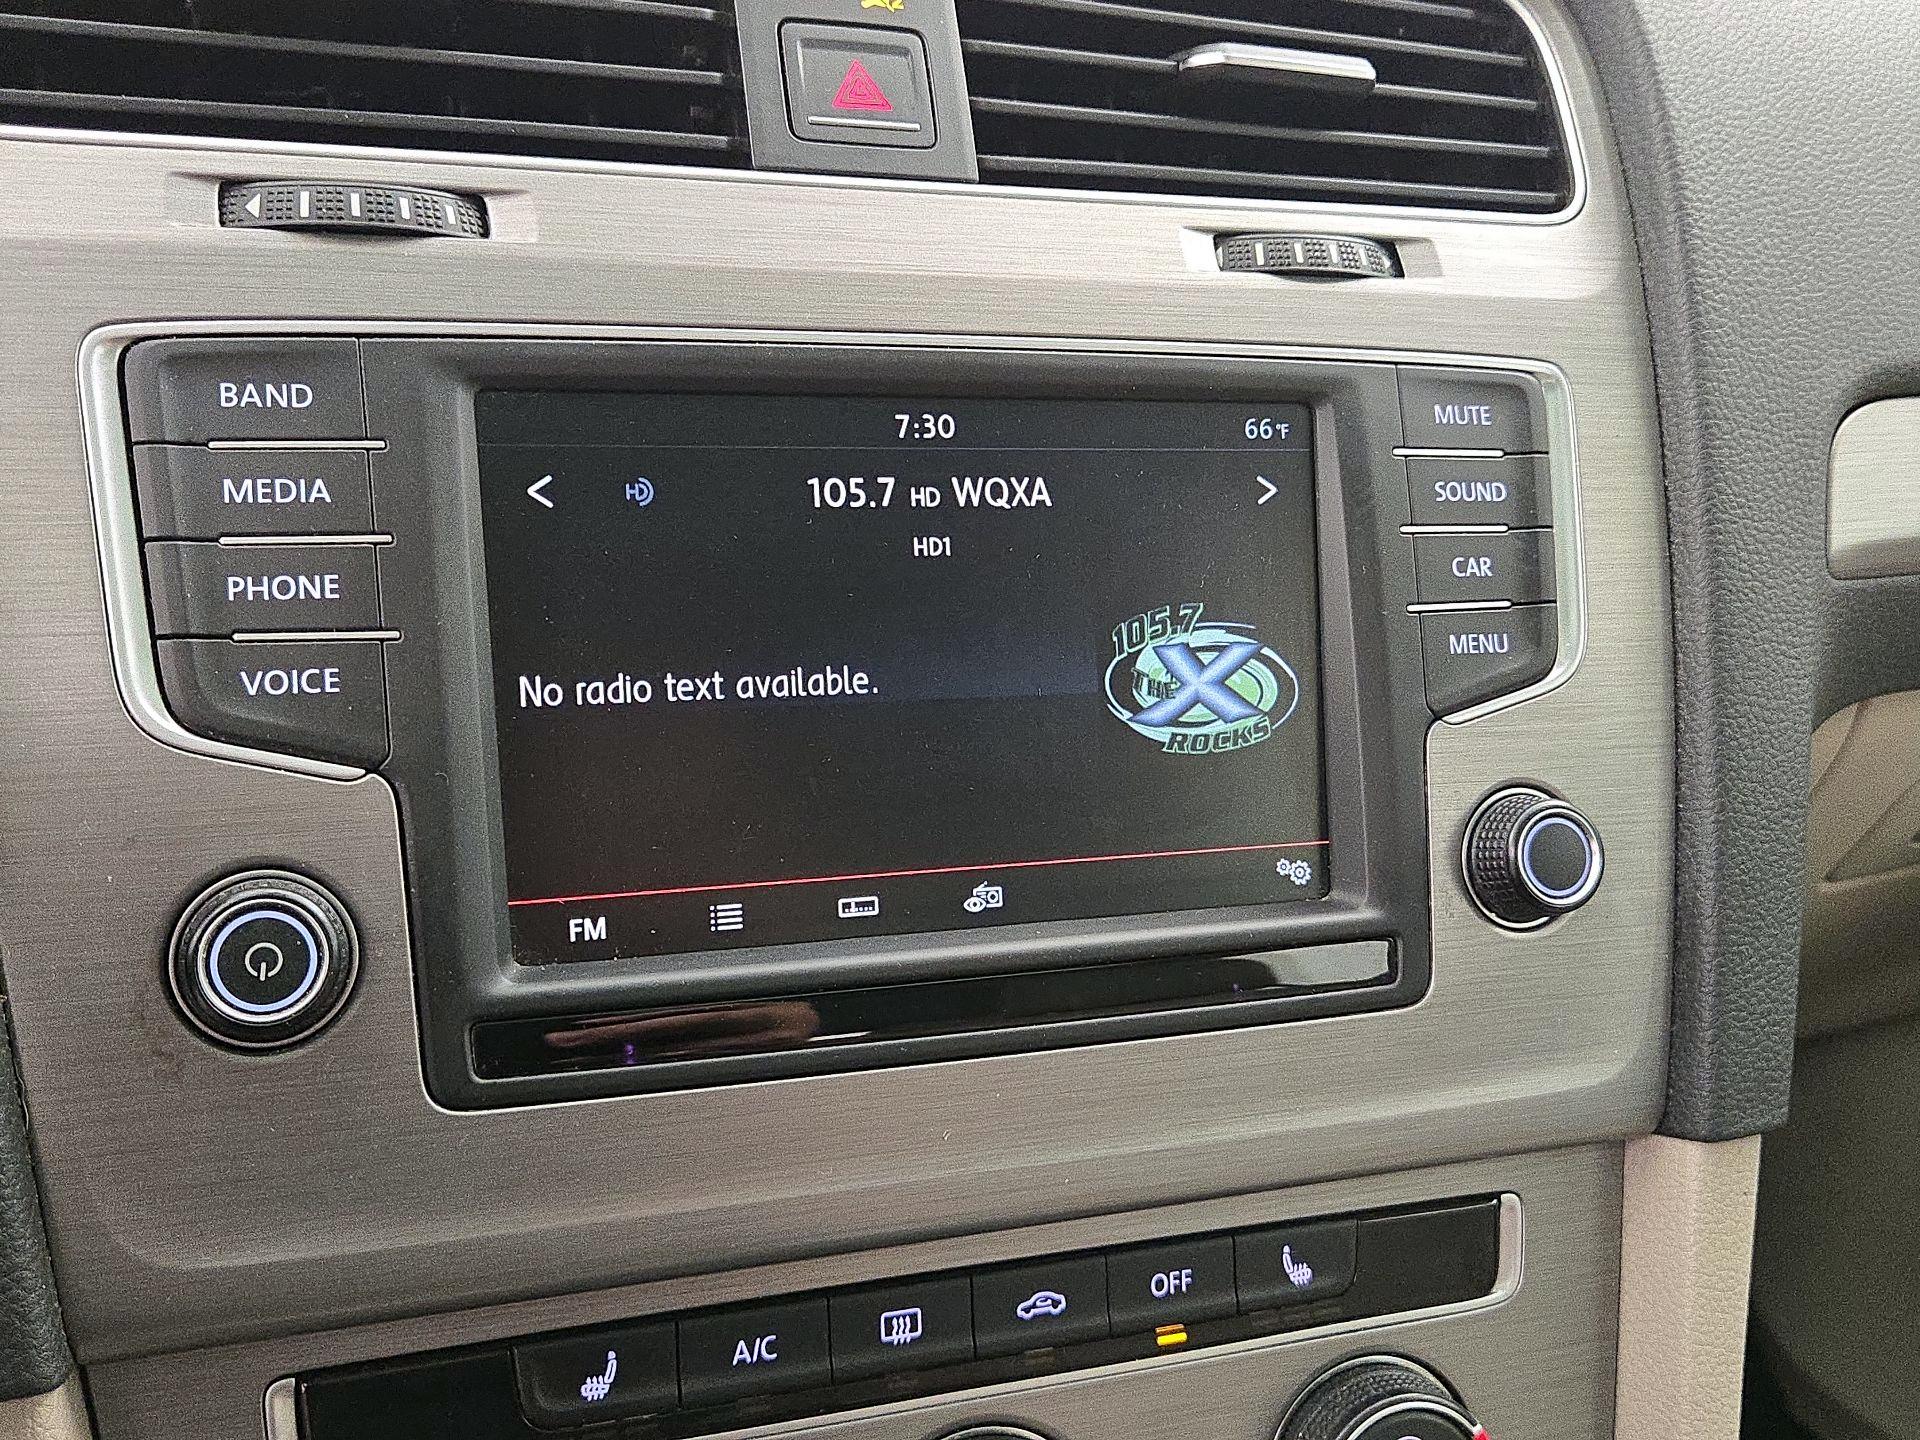 BAND
MEDIA
PHONE
VOICE
7:30
66°F
< 105.7 HD WQXA >
HD
HD1
No radio text available.
105.7
THE X
ROCKS
FM
MUTE
SOUND
CAR
MENU
A/C
OFF